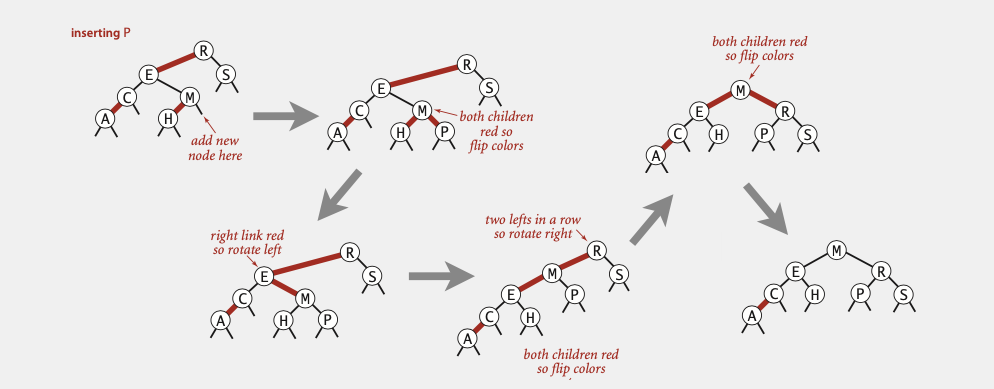 inserting P
R
E
S
C
M
A
H
add new
node here
R
E
S
C
M
A
H
P
both children
red so
flip colors
right link red
so rotate left
R
E
S
C
M
A
H
P
two lefts in a row
so rotate right
R
M
S
E
P
C
H
A
both children red
so flip colors
both children red
so flip colors
M
E
R
C
H
P
S
A
M
E
R
C
H
P
S
A